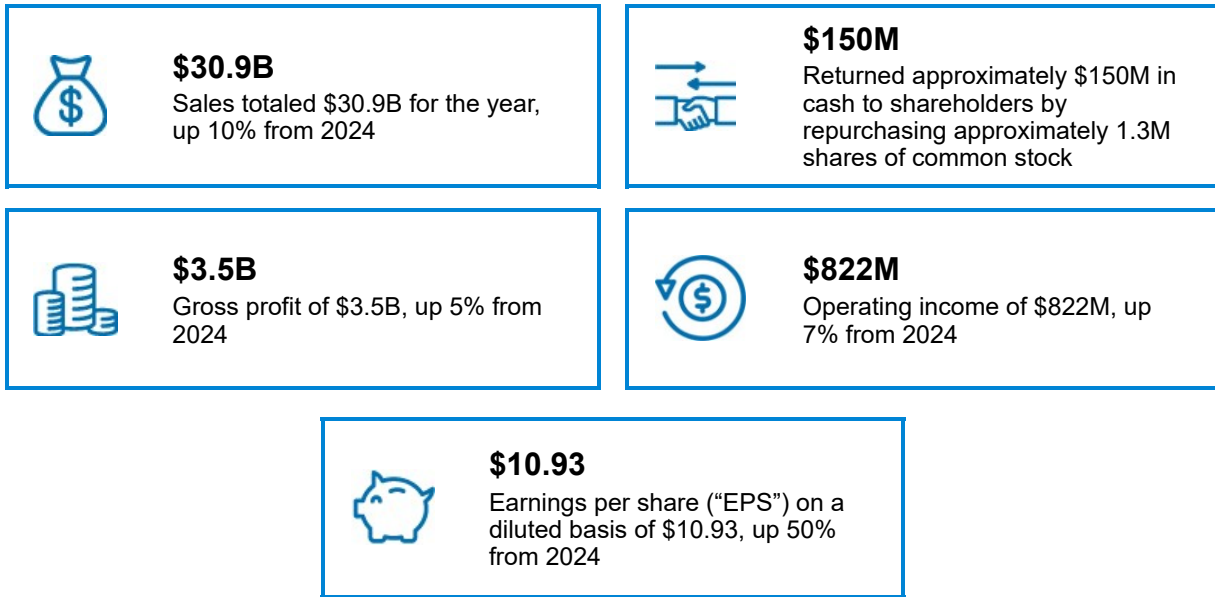 $30.9B
Sales totaled $30.9B for the year,
up 10% from 2024
$150M
Returned approximately $150M in
cash to shareholders by
repurchasing approximately 1.3M
shares of common stock
$3.5B
Gross profit of $3.5B, up 5% from
2024
$822M
Operating income of $822M, up
7% from 2024
$10.93
Earnings per share (“EPS”) on a
diluted basis of $10.93, up 50%
from 2024